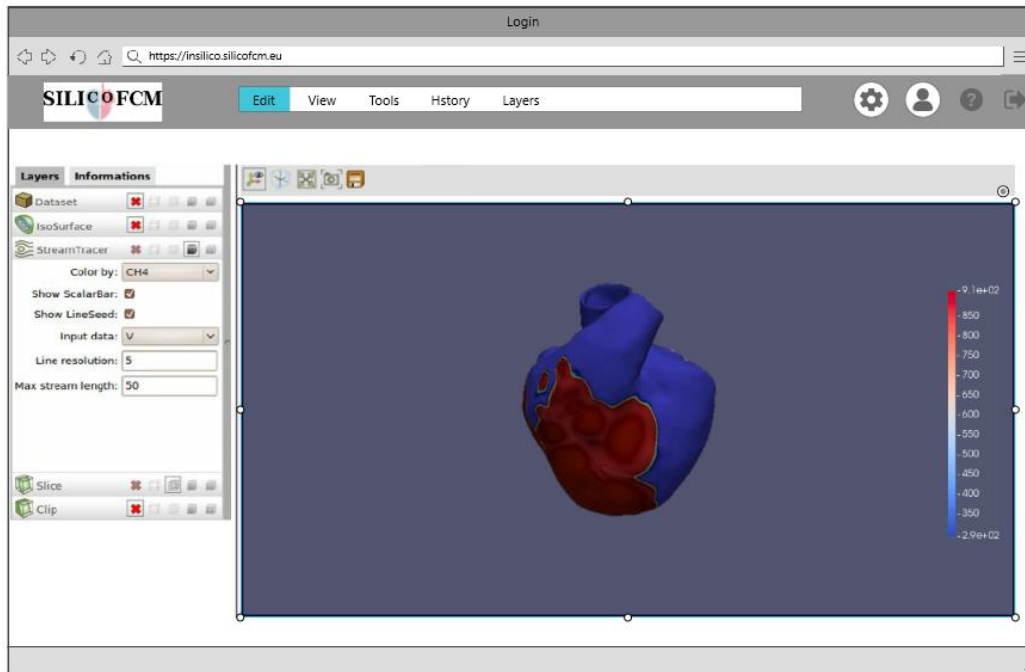 Login
https://insilico.silicofcm.eu
SILICOFCM
Edit View Tools Hstory Layers
Layers Informations
Dataset
IsoSurface
StreamTracer
Color by: CH4
Show ScalarBar:
Show LineSeed:
Input data: V
Line resolution: 5
Max stream length: 50
Slice
Clip
9.1e+02
850
800
750
700
650
600
550
500
450
400
350
2.9e+02